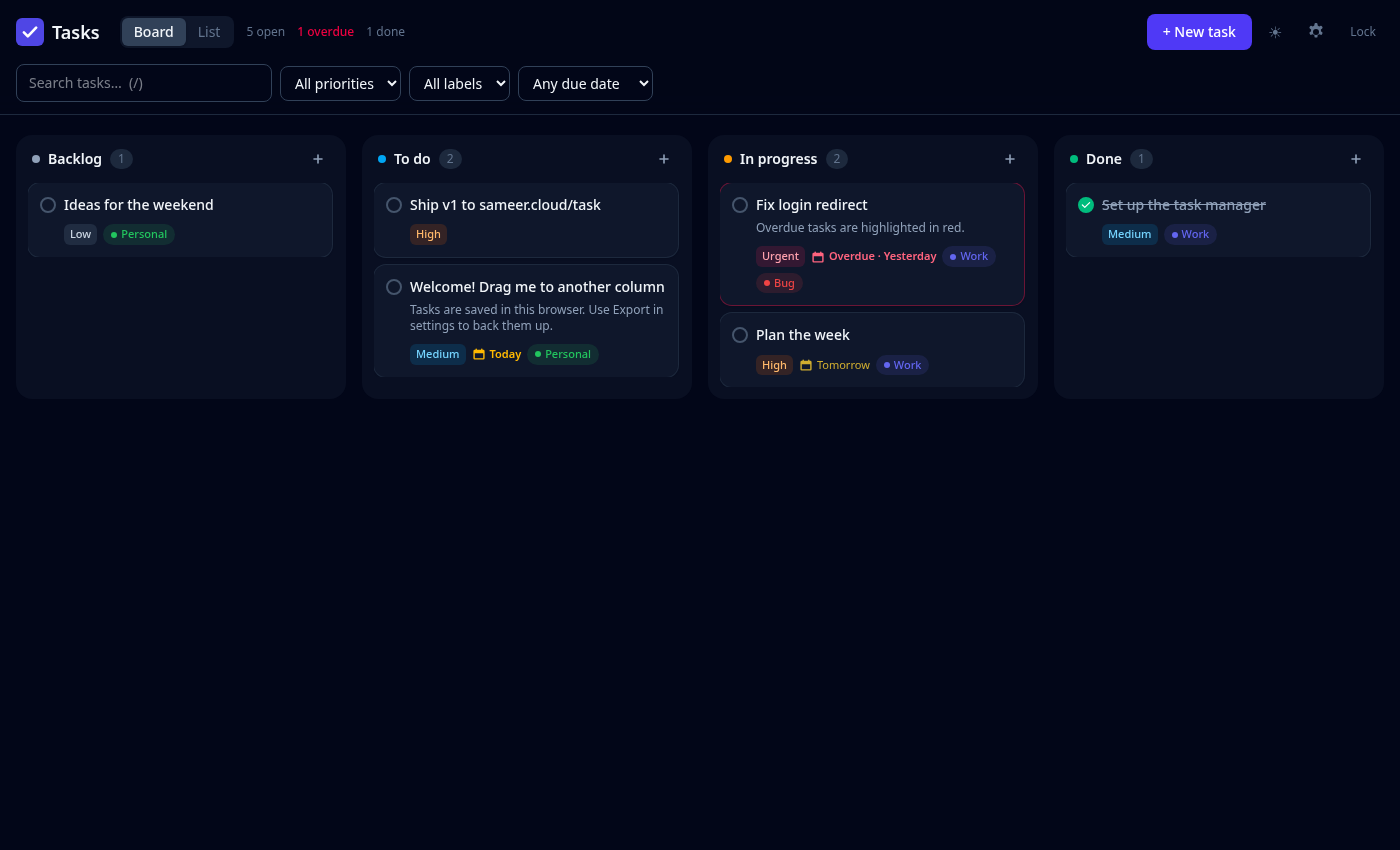 Tasks
Board
List
5 open
1 overdue
1 done
+ New task
Lock
Search tasks... (/)
All priorities
All labels
Any due date
Backlog
1
+
Ideas for the weekend
Low
Personal
To do
2
+
Ship v1 to sameer.cloud/task
High
Welcome! Drag me to another column
Tasks are saved in this browser. Use Export in
settings to back them up.
Medium
Today
Personal
In progress
2
+
Fix login redirect
Overdue tasks are highlighted in red.
Urgent
Overdue · Yesterday
Work
Bug
Plan the week
High
Tomorrow
Work
Done
1
+
Set up the task manager
Medium
Work